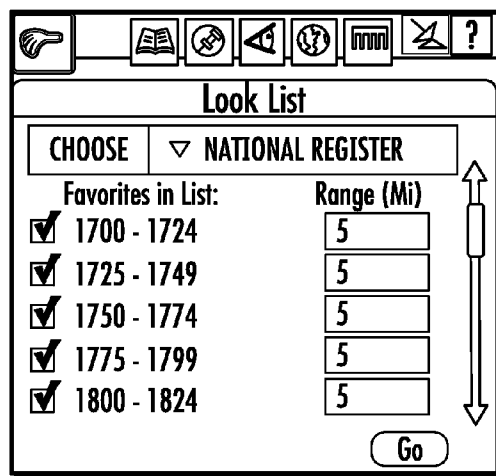 ?
Look List
CHOOSE NATIONAL REGISTER
Favorites in List: Range (Mi)
1700 - 1724 5
1725 - 1749 5
1750 - 1774 5
1775 - 1799 5
1800 - 1824 5
Go